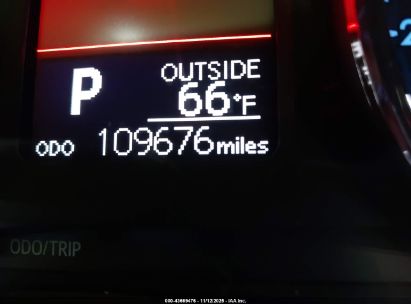 P
OUTSIDE
66°F
ODO 109676 miles
ODO/TRIP